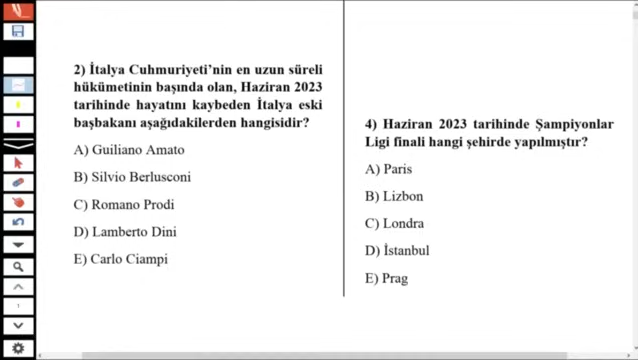 2) İtalya Cuhmuriyeti'nin en uzun süreli
hükümetinin başında olan, Haziran 2023
tarihinde hayatını kaybeden İtalya eski
başbakanı aşağıdakilerden hangisidir?
A) Guiliano Amato
B) Silvio Berlusconi
C) Romano Prodi
D) Lamberto Dini
E) Carlo Ciampi
4) Haziran 2023 tarihinde Şampiyonlar
Ligi finali hangi şehirde yapılmıştır?
A) Paris
B) Lizbon
C) Londra
D) İstanbul
E) Prag